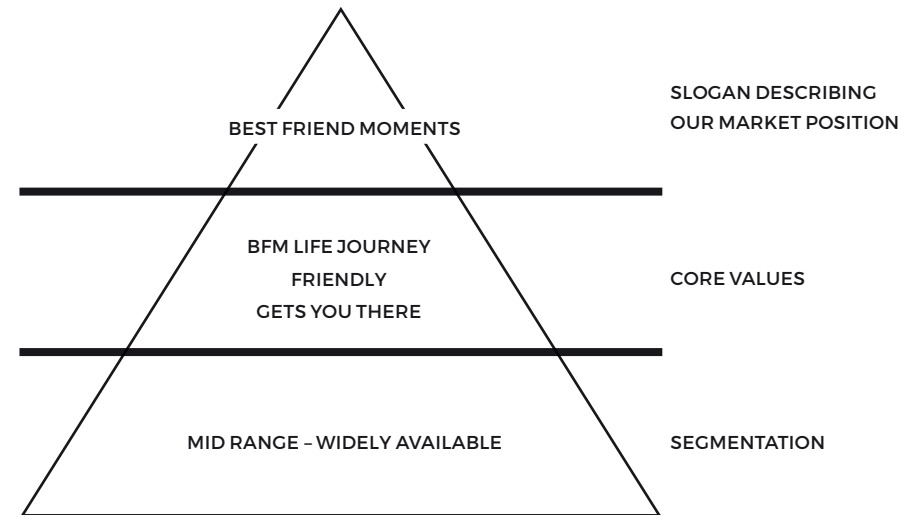 BEST FRIEND MOMENTS
SLOGAN DESCRIBING
OUR MARKET POSITION
BFM LIFE JOURNEY
FRIENDLY
GETS YOU THERE
CORE VALUES
MID RANGE – WIDELY AVAILABLE
SEGMENTATION